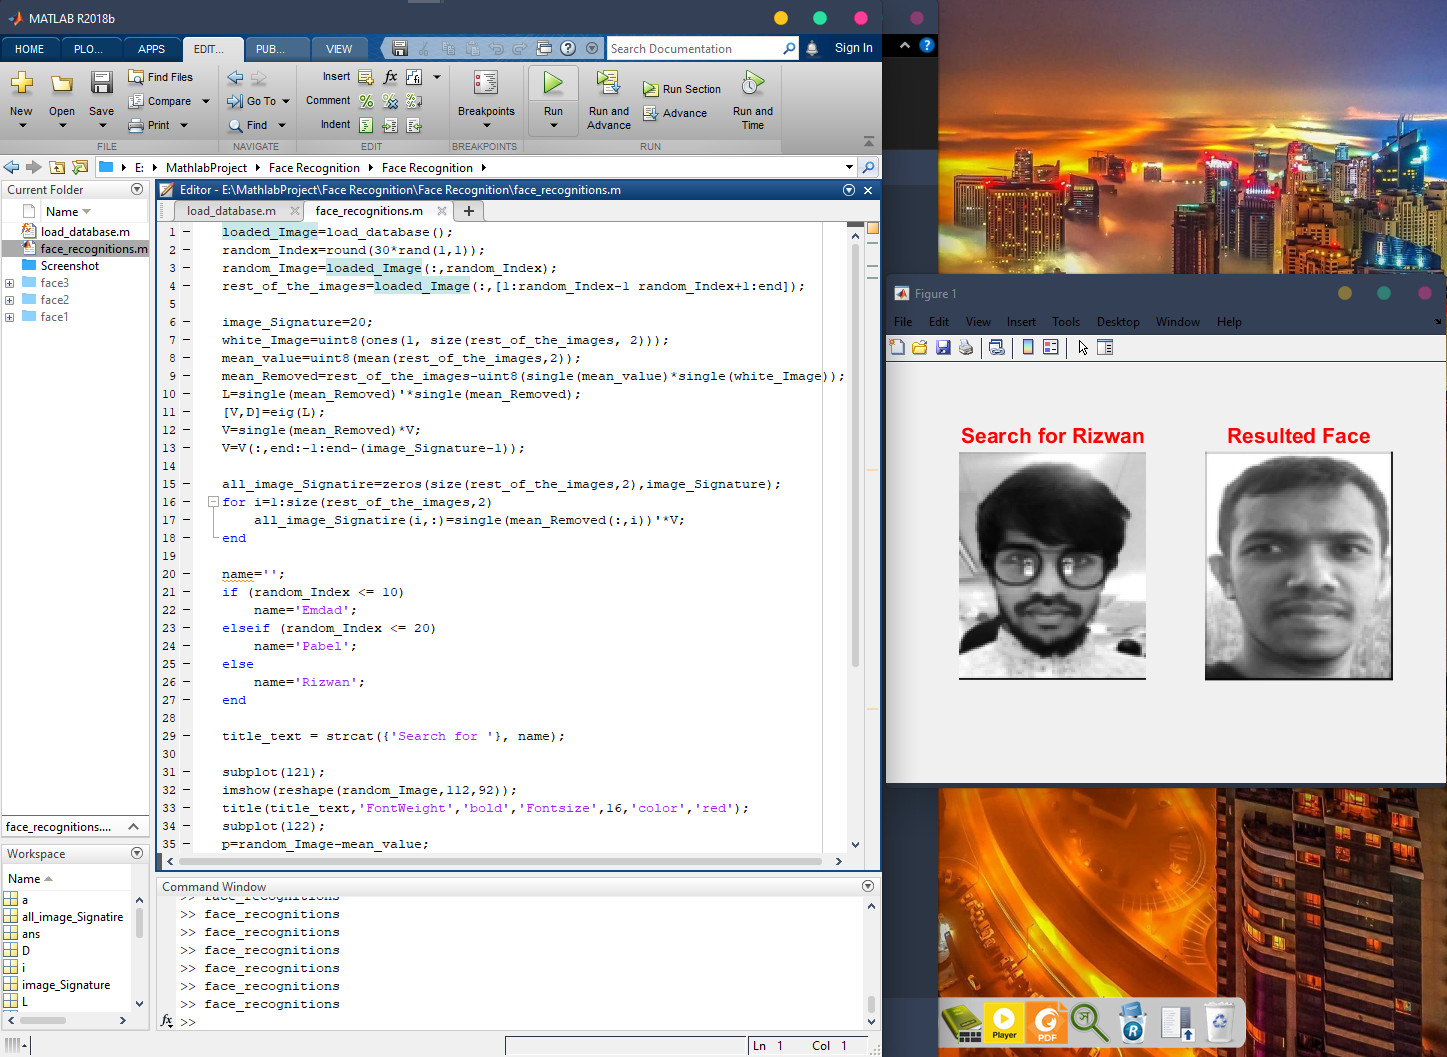 MATLAB R2018b
HOME PLO... APPS EDIT... PUB... VIEW Search Documentation Sign In
New Open Save Find Files Compare Print Go To Find Insert Comment Indent Breakpoints Run Run and Advance Run Section Advance Run and Time
FILE NAVIGATE EDIT BREAKPOINTS RUN
E: MathlabProject Face Recognition Face Recognition
Current Folder
Name
load_database.m
face_recognitions.m
Screenshot
face3
face2
face1
face_recognitions....
Workspace
Name
a
all_image_Signatire
ans
D
i
image_Signature
L
Editor - E:\MathlabProject\Face Recognition\Face Recognition\face_recognitions.m
load_database.m face_recognitions.m +
1 loaded_Image=load_database();
2 random_Index=round(30*rand(1,1));
3 random_Image=loaded_Image(:,random_Index);
4 rest_of_the_images=loaded_Image(:,[1:random_Index-1 random_Index+1:end]);
5
6 image_Signature=20;
7 white_Image=uint8(ones(1, size(rest_of_the_images, 2)));
8 mean_value=uint8(mean(rest_of_the_images,2));
9 mean_Removed=rest_of_the_images-uint8(single(mean_value)*single(white_Image));
10 L=single(mean_Removed)'*single(mean_Removed);
11 [V,D]=eig(L);
12 V=single(mean_Removed)*V;
13 V=V(:,end:-1:end-(image_Signature-1));
14
15 all_image_Signatire=zeros(size(rest_of_the_images,2),image_Signature);
16 for i=1:size(rest_of_the_images,2)
17 all_image_Signatire(i,:)=single(mean_Removed(:,i))'*V;
18 end
19
20 name='';
21 if (random_Index <= 10)
22 name='Emdad';
23 elseif (random_Index <= 20)
24 name='Pabel';
25 else
26 name='Rizwan';
27 end
28
29 title_text = strcat({'Search for '}, name);
30
31 subplot(121);
32 imshow(reshape(random_Image,112,92));
33 title(title_text,'FontWeight','bold','Fontsize',16,'color','red');
34 subplot(122);
35 p=random_Image-mean_value;
Command Window
>> face_recognitions
>> face_recognitions
>> face_recognitions
>> face_recognitions
>> face_recognitions
>> face_recognitions
>> face_recognitions
fx >>
Ln 1 Col 1
Figure 1
File Edit View Insert Tools Desktop Window Help
Search for Rizwan Resulted Face
Player
PDF
স
R